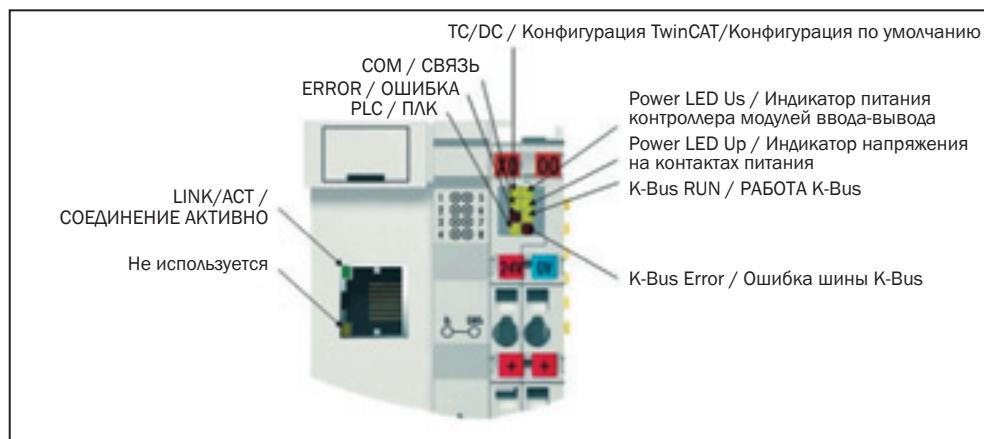 TC/DC / Конфигурация TwinCAT/Конфигурация по умолчанию
COM / СВЯЗЬ
ERROR / ОШИБКА
PLC / ПЛК
Power LED Us / Индикатор питания
контроллера модулей ввода-вывода
Power LED Up / Индикатор напряжения
на контактах питания
K-Bus RUN / РАБОТА K-Bus
K-Bus Error / Ошибка шины K-Bus
LINK/ACT /
СОЕДИНЕНИЕ АКТИВНО
Не используется
24V 0V
+ +